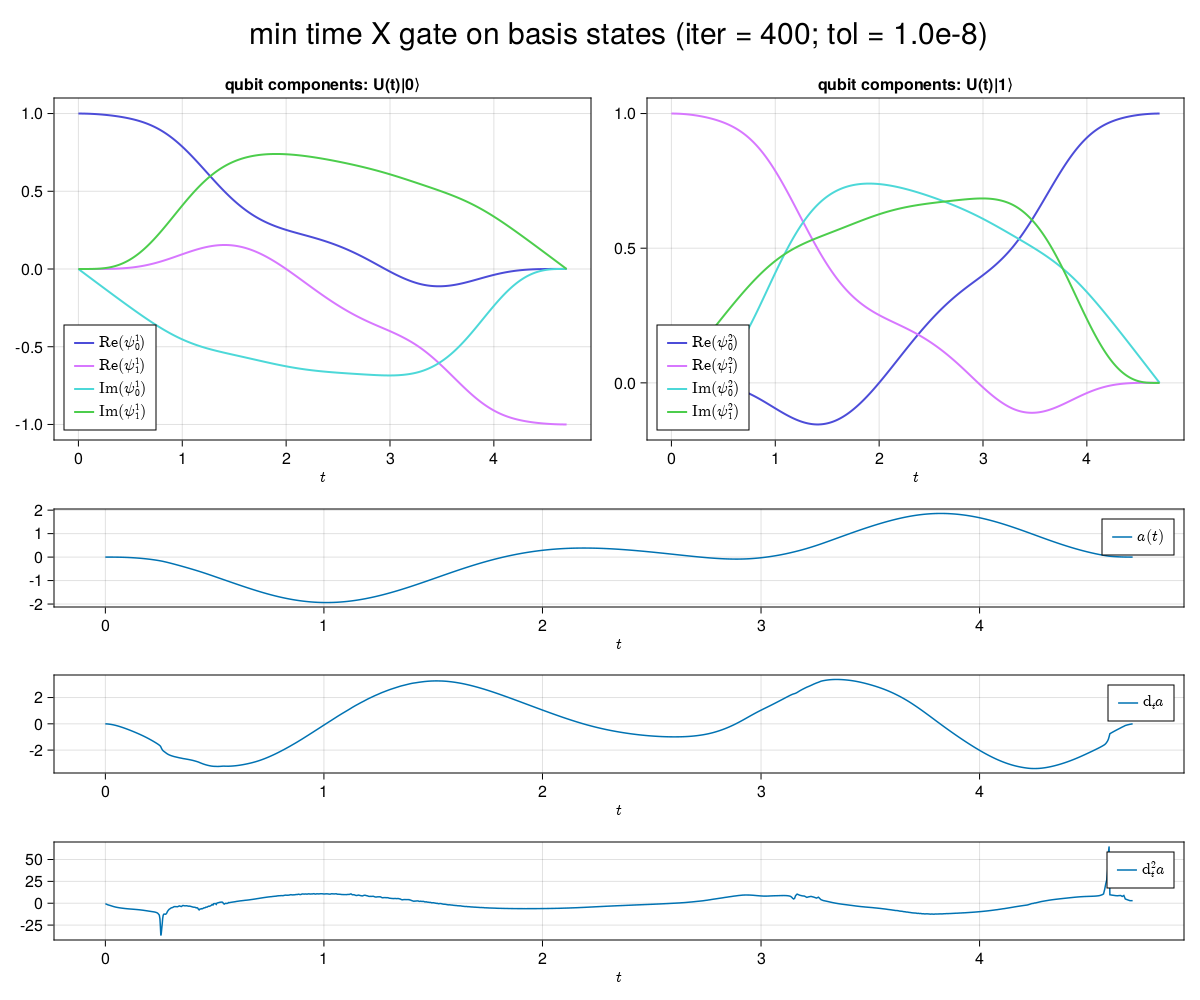 min time X gate on basis states (iter = 400; tol = 1.0e-8)
qubit components: U(t)|0⟩
qubit components: U(t)|1⟩
1.0
0.5
0.0
-0.5
-1.0
Re(ψ₀¹)
Re(ψ₁¹)
Im(ψ₀¹)
Im(ψ₁¹)
0 1 2 3 4
t
1.0
0.5
0.0
Re(ψ₀²)
Re(ψ₁²)
Im(ψ₀²)
Im(ψ₁²)
0 1 2 3 4
t
2
1
0
-1
-2
a(t)
0 1 2 3 4
t
2
0
-2
dₜa
0 1 2 3 4
t
50
25
0
-25
dₜ²a
0 1 2 3 4
t